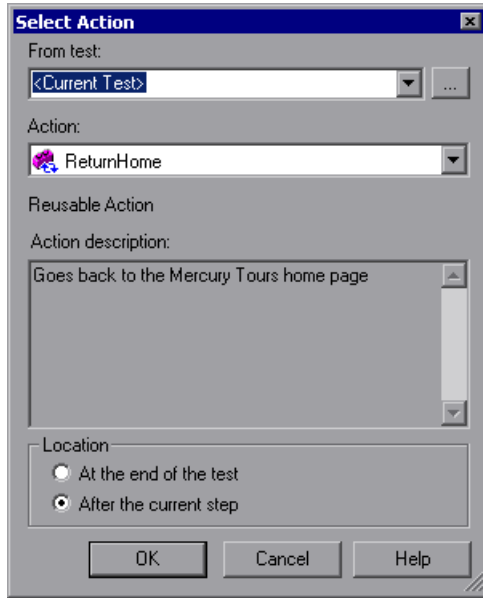 Select Action
From test:
<Current Test>
...
Action:
ReturnHome
Reusable Action
Action description:
Goes back to the Mercury Tours home page
Location
At the end of the test
After the current step
OK Cancel Help